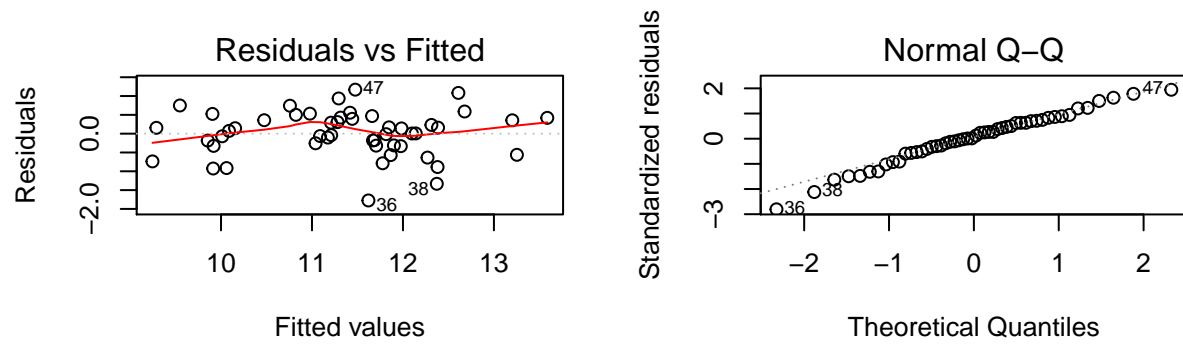 Residuals vs Fitted
Residuals
0.0
−2.0
47
38
36
10 11 12 13
Fitted values
Normal Q−Q
Standardized residuals
2
0
−3
47
38
36
−2 −1 0 1 2
Theoretical Quantiles